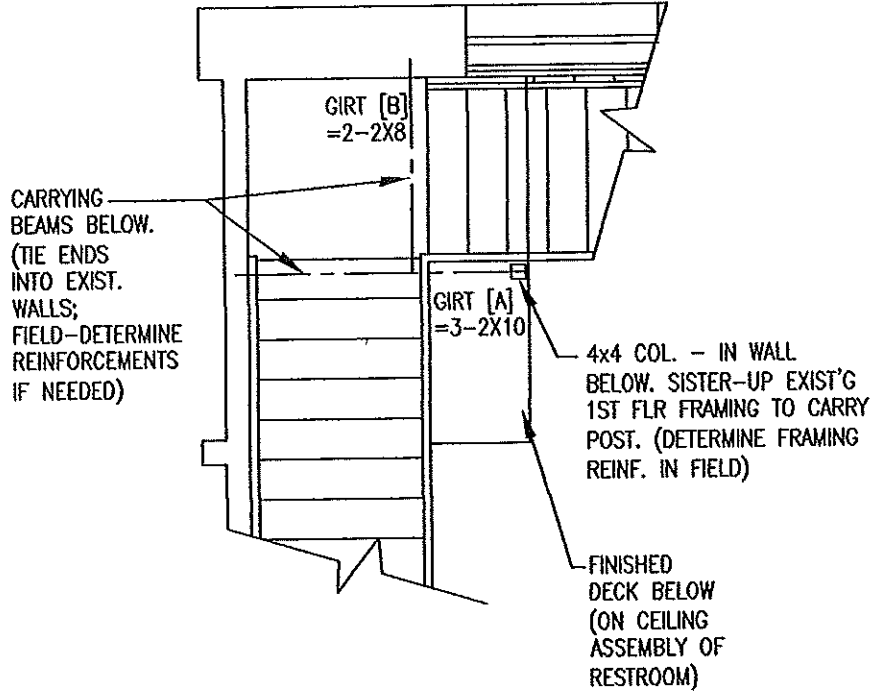 GIRT [B]
=2-2X8
CARRYING
BEAMS BELOW.
(TIE ENDS
INTO EXIST.
WALLS;
FIELD-DETERMINE
REINFORCEMENTS
IF NEEDED)
GIRT [A]
=3-2X10
4x4 COL. - IN WALL
BELOW. SISTER-UP EXIST'G
1ST FLR FRAMING TO CARRY
POST. (DETERMINE FRAMING
REINF. IN FIELD)
FINISHED
DECK BELOW
(ON CEILING
ASSEMBLY OF
RESTROOM)